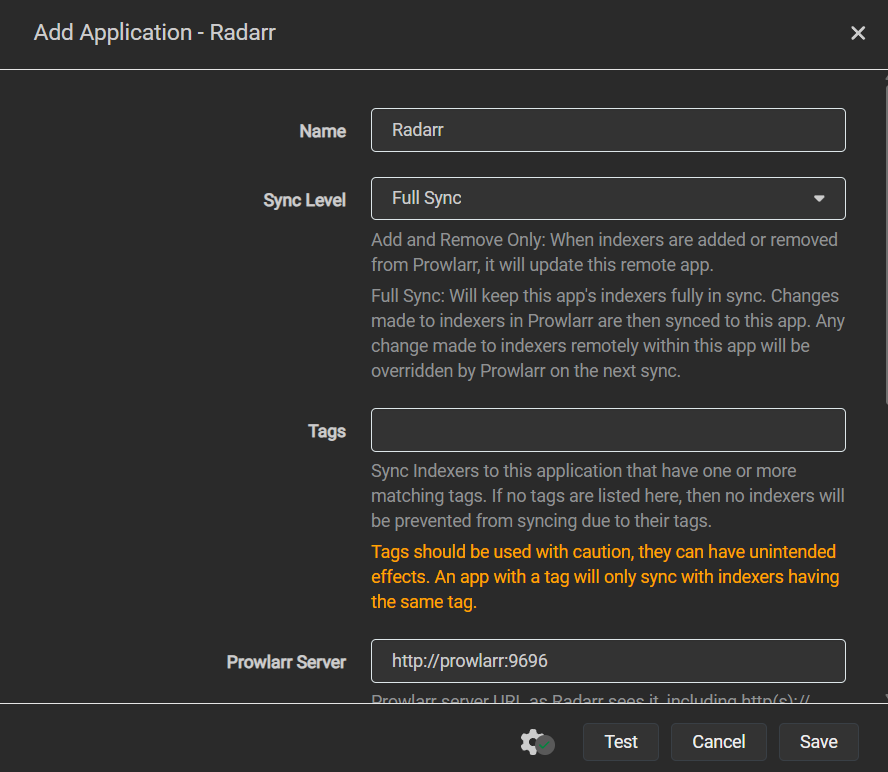 Add Application - Radarr
Name
Radarr
Sync Level
Full Sync
Add and Remove Only: When indexers are added or removed
from Prowlarr, it will update this remote app.
Full Sync: Will keep this app's indexers fully in sync. Changes
made to indexers in Prowlarr are then synced to this app. Any
change made to indexers remotely within this app will be
overridden by Prowlarr on the next sync.
Tags
Sync Indexers to this application that have one or more
matching tags. If no tags are listed here, then no indexers will
be prevented from syncing due to their tags.
Tags should be used with caution, they can have unintended
effects. An app with a tag will only sync with indexers having
the same tag.
Prowlarr Server
http://prowlarr:9696
Prowlarr server URL as Radarr sees it, including http(s)://
Test
Cancel
Save